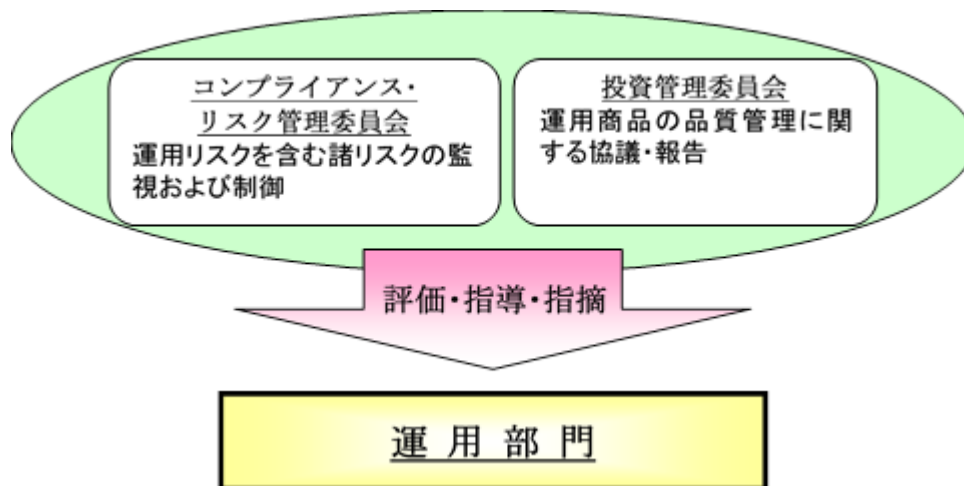 コンプライアンス・
リスク管理委員会
運用リスクを含む諸リスクの監
視および制御
投資管理委員会
運用商品の品質管理に関
する協議・報告
評価・指導・指摘
運用部門